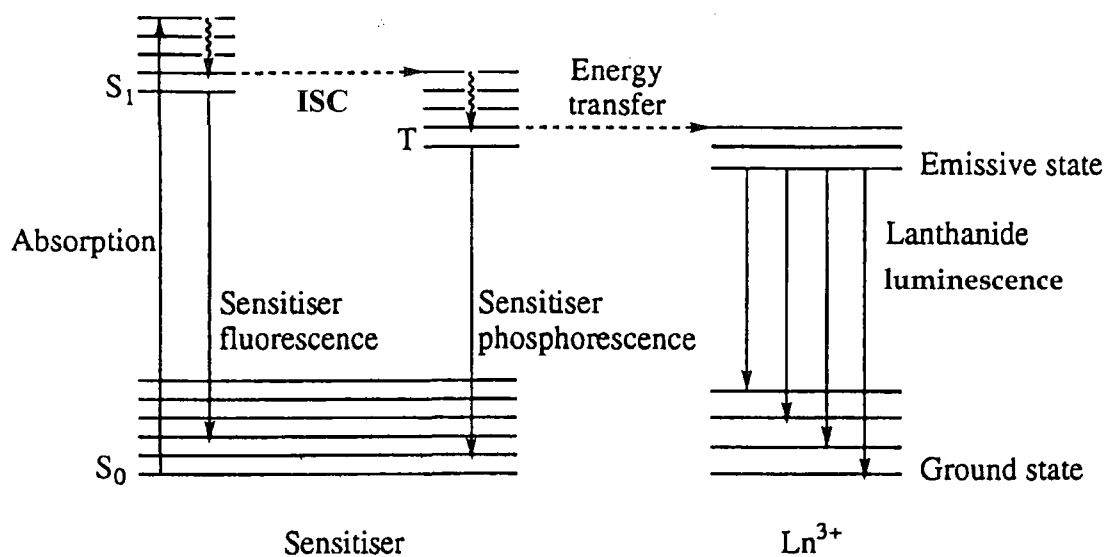 S1
ISC
Energy
transfer
T
Emissive state
Absorption
Lanthanide
luminescence
Sensitiser
fluorescence
Sensitiser
phosphorescence
S0
Ground state
Sensitiser
Ln3+